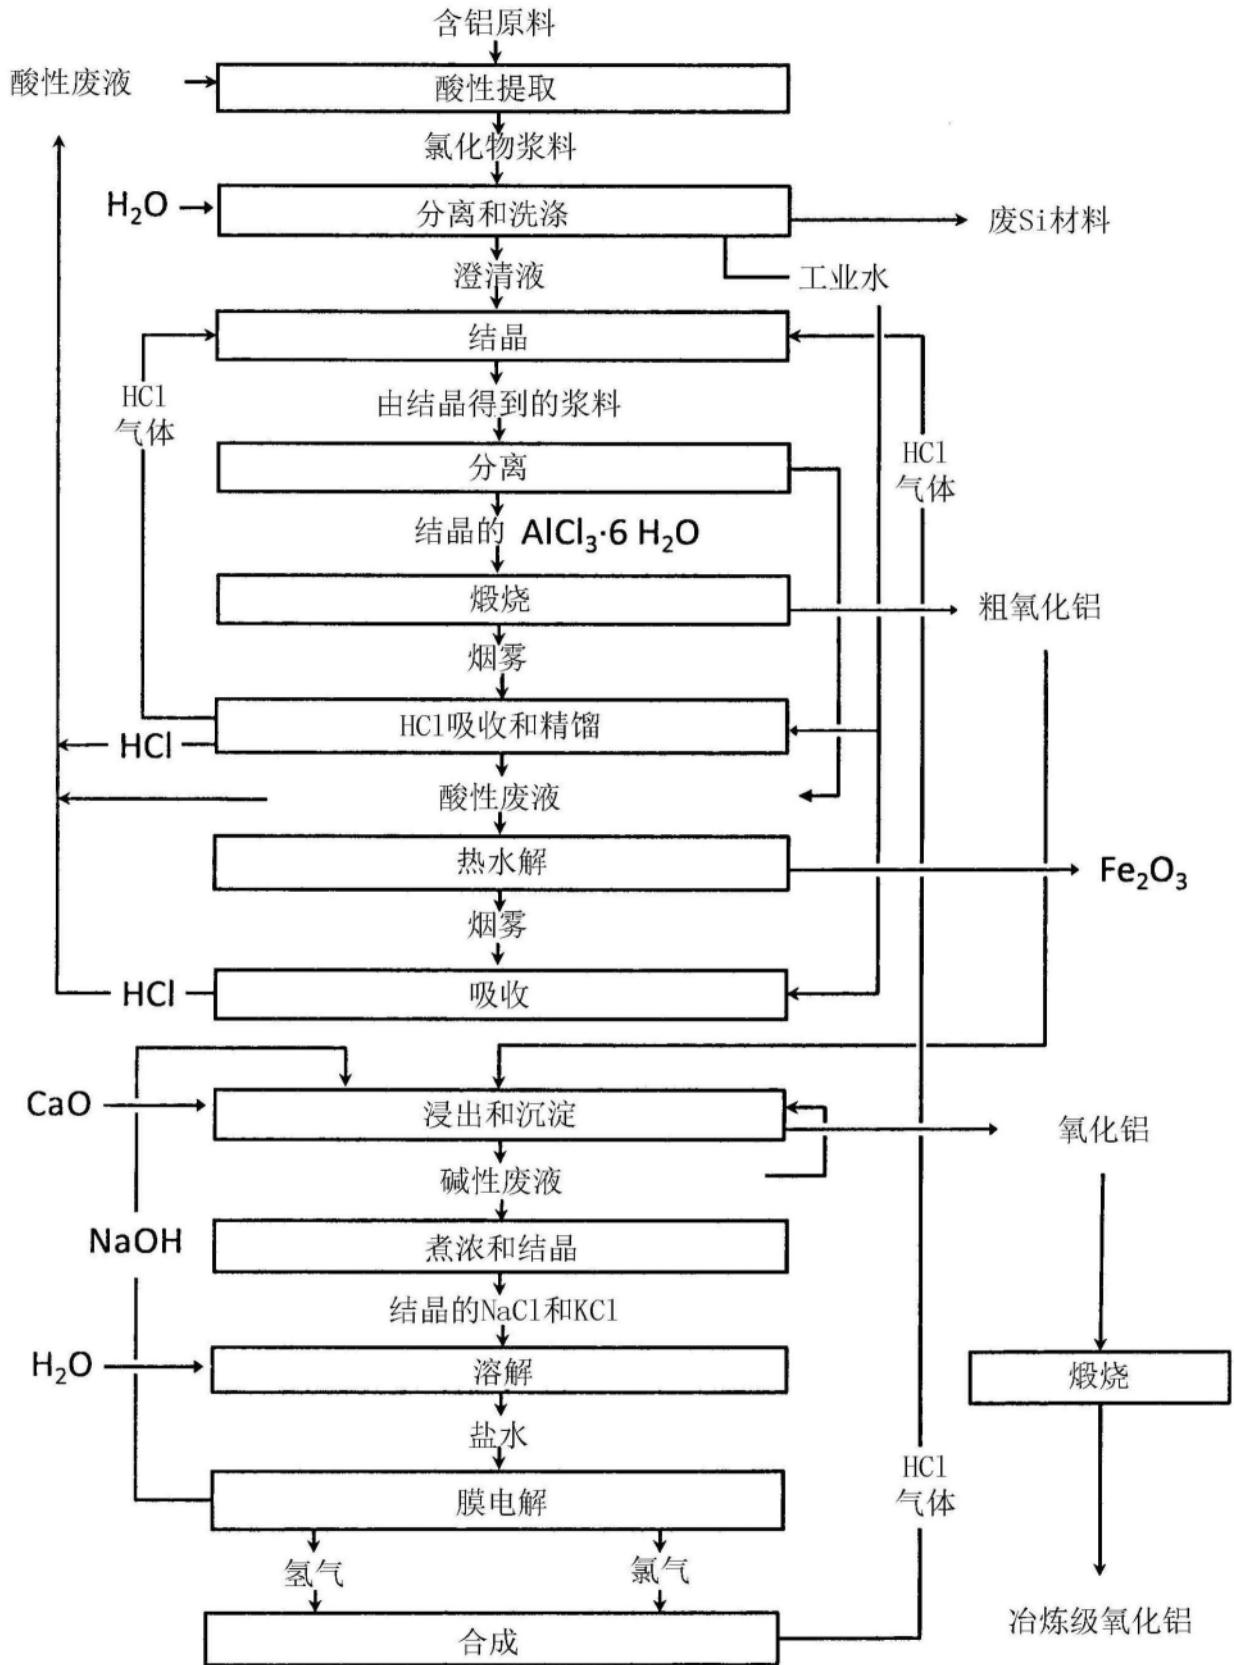 含铝原料
酸性废液
酸性提取
氯化物浆料
H₂O
分离和洗涤
废Si材料
澄清液
工业水
结晶
HCl
气体
由结晶得到的浆料
分离
HCl
气体
结晶的 AlCl₃·6 H₂O
煅烧
粗氧化铝
烟雾
HCl吸收和精馏
HCl
酸性废液
热水解
Fe₂O₃
烟雾
HCl
吸收
CaO
浸出和沉淀
氧化铝
碱性废液
NaOH
煮浓和结晶
结晶的NaCl和KCl
H₂O
溶解
煅烧
盐水
HCl
气体
膜电解
氢气
氯气
冶炼级氧化铝
合成